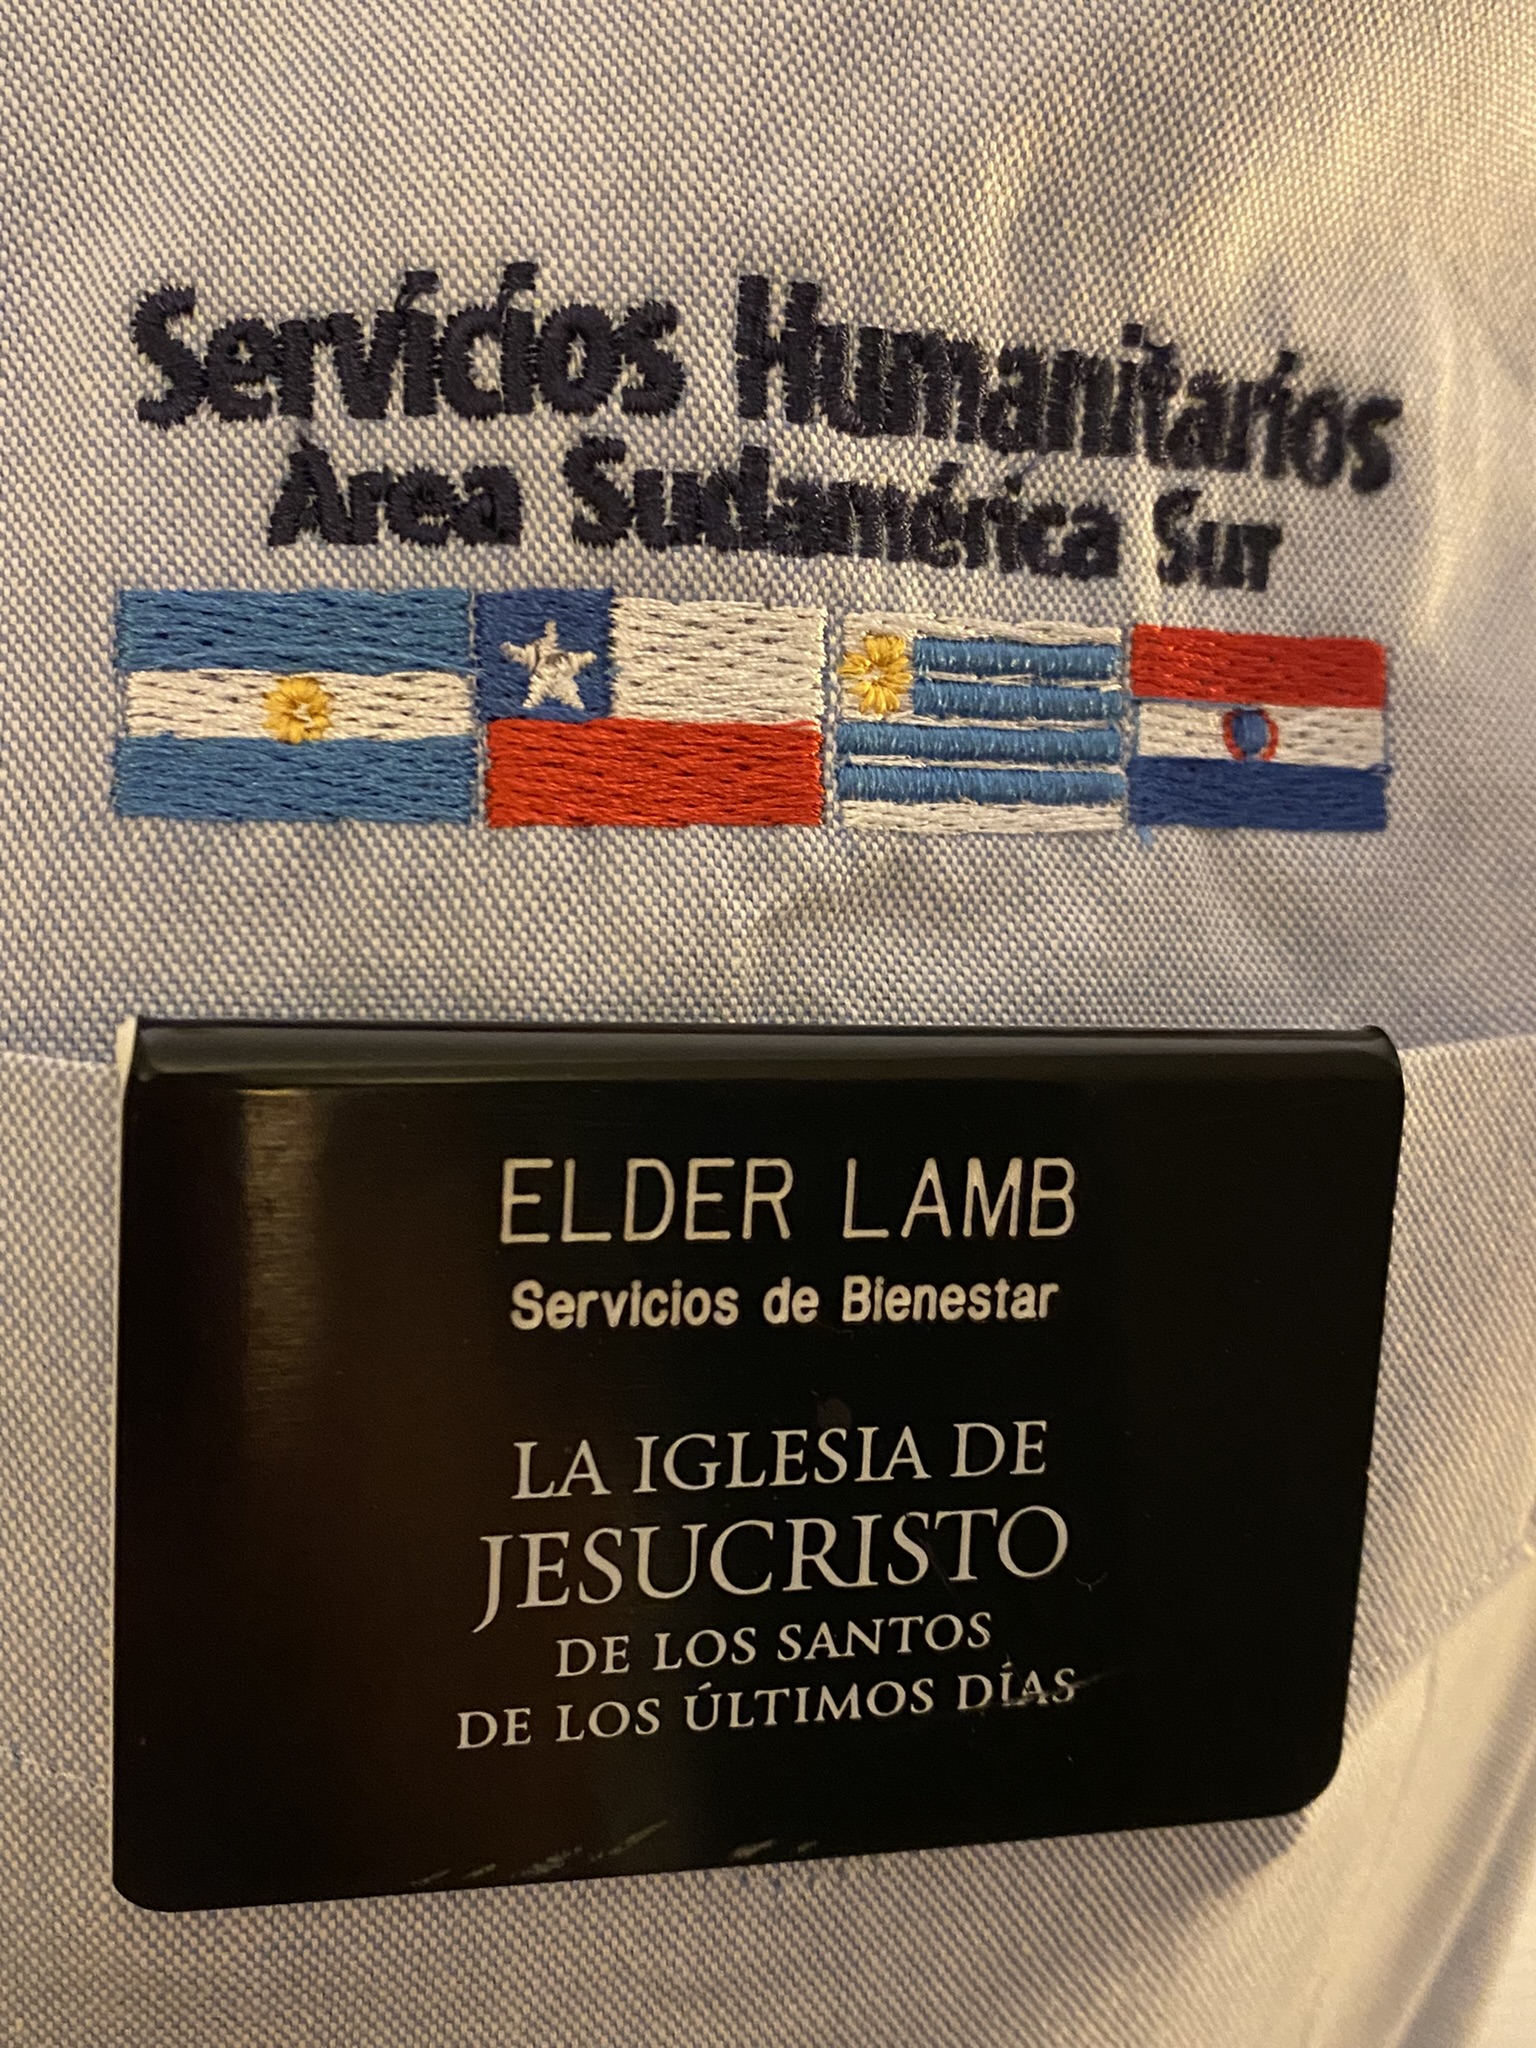 Servicios Humanitarios
Area Sudamérica Sur
ELDER LAMB
Servicios de Bienestar
LA IGLESIA DE
JESUCRISTO
DE LOS SANTOS
DE LOS ÚLTIMOS DÍAS